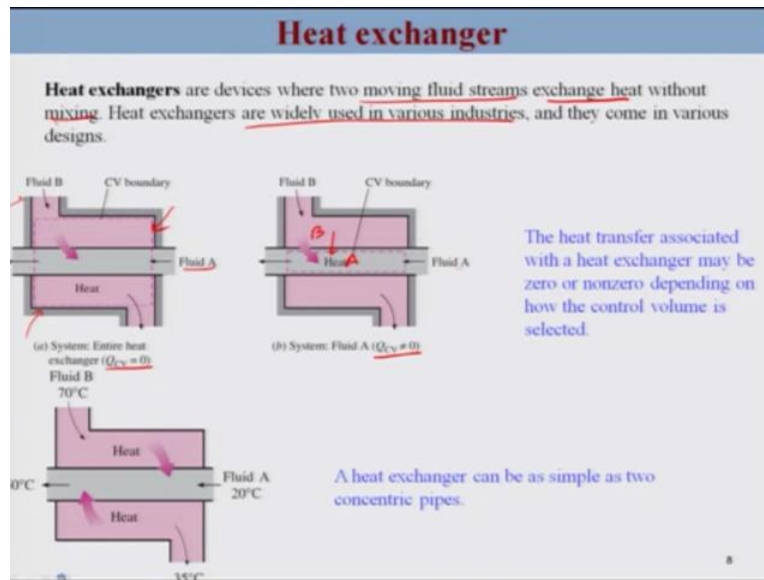 Heat exchanger
Heat exchangers are devices where two moving fluid streams exchange heat without
mixing. Heat exchangers are widely used in various industries, and they come in various
designs.
Fluid B
CV boundary
Fluid A
Heat
(a) System: Entire heat
exchanger (Q_CV = 0)
Fluid B
CV boundary
B
Heat
A
Fluid A
(b) System: Fluid A (Q_CV ≠ 0)
The heat transfer associated
with a heat exchanger may be
zero or nonzero depending on
how the control volume is
selected.
Fluid B
70°C
Heat
0°C
Fluid A
20°C
Heat
35°C
A heat exchanger can be as simple as two
concentric pipes.
8